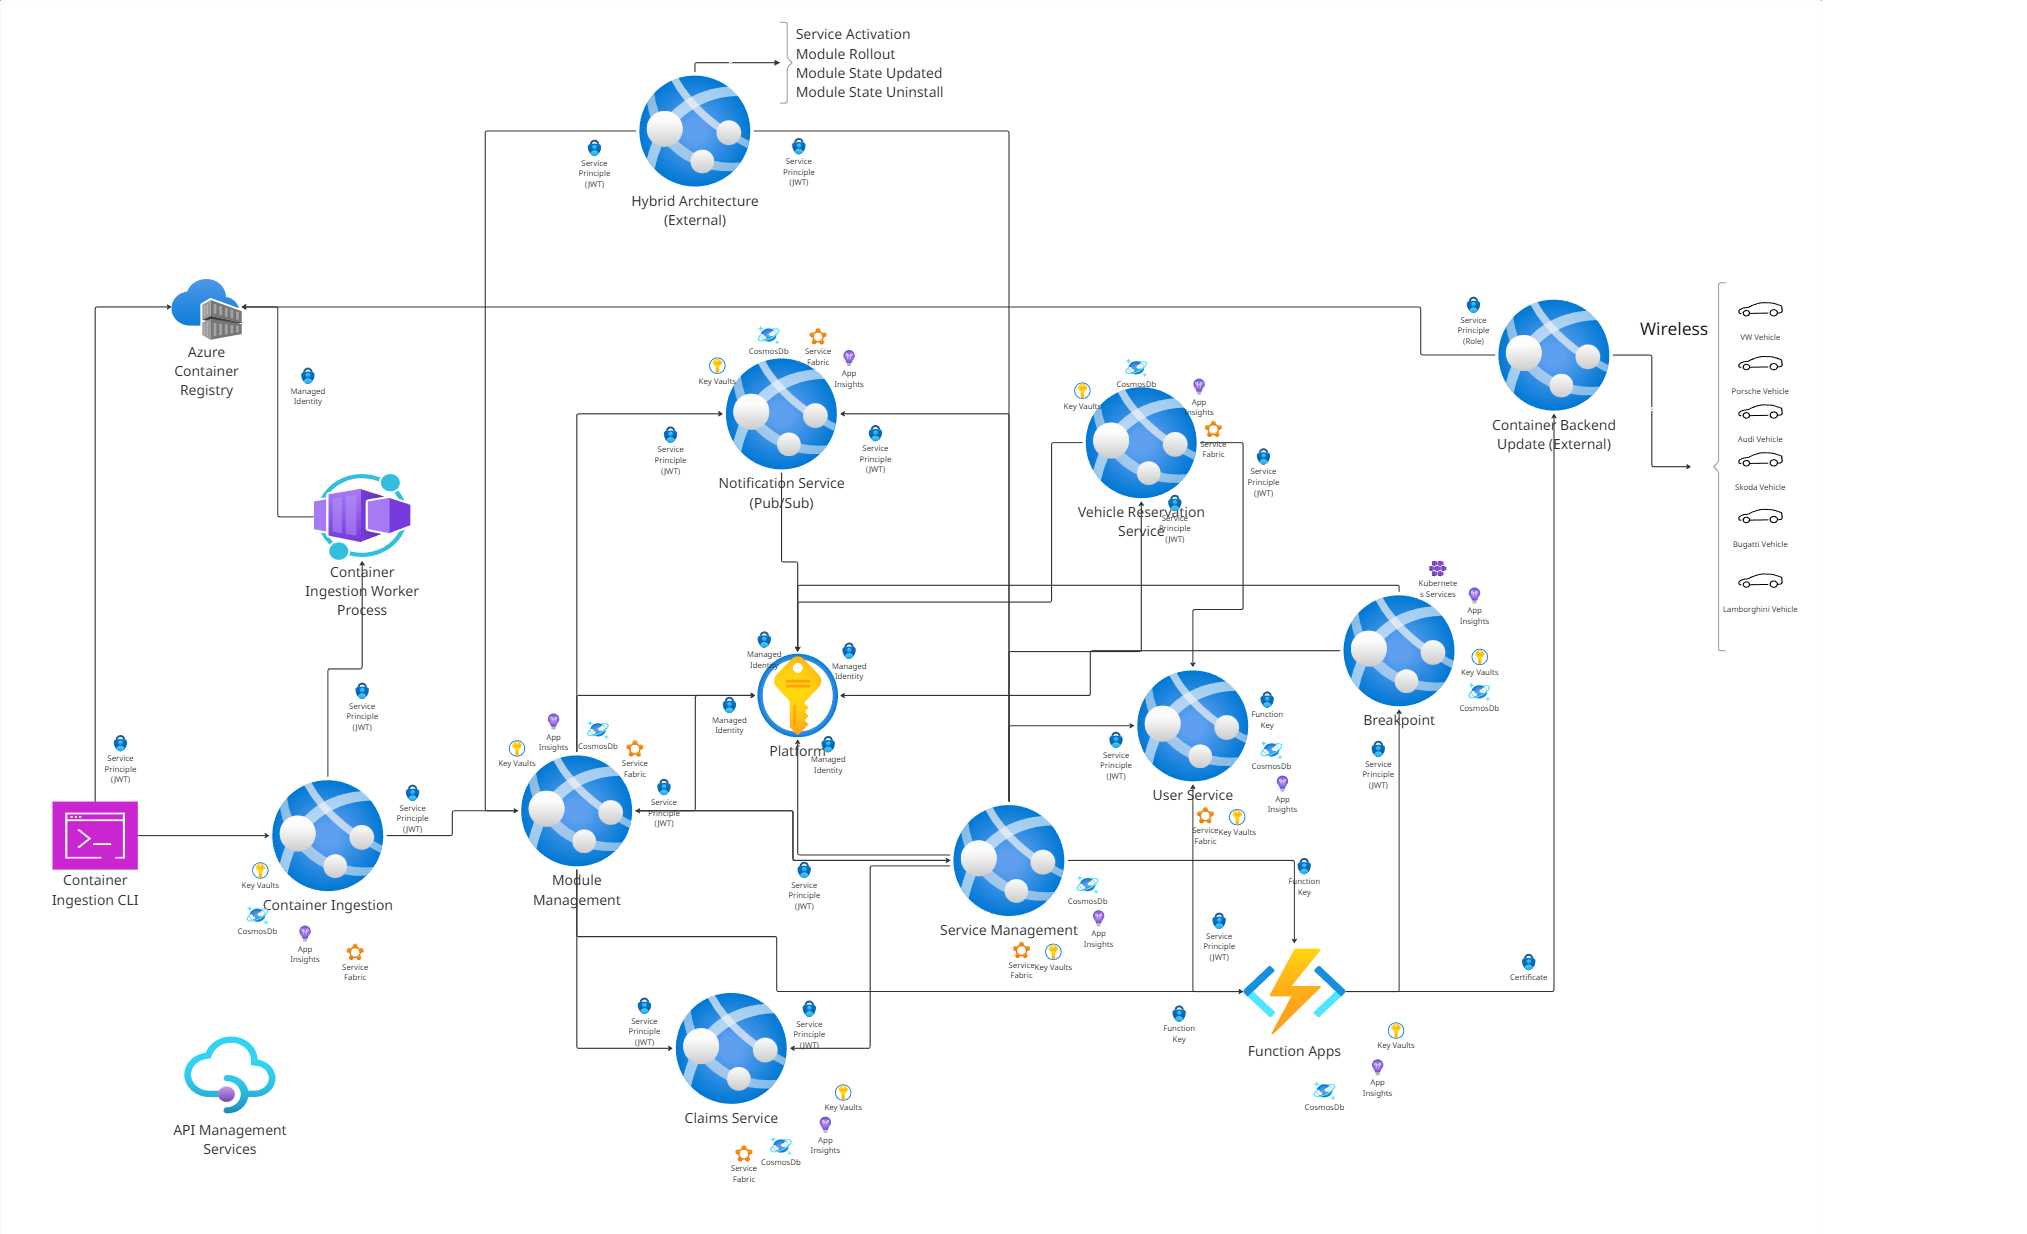 Service Activation
Module Rollout
Module State Updated
Module State Uninstall
Service
Principle
(JWT)
Service
Principle
(JWT)
Hybrid Architecture
(External)
Azure
Container
Registry
Managed
Identity
CosmosDb
Service
Fabric
Key Vaults
App
Insights
Service
Principle
(JWT)
Service
Principle
(JWT)
Notification Service
(Pub/Sub)
CosmosDb
Key Vaults
App
Insights
Service
Fabric
Service
Principle
(JWT)
Vehicle Reservation
Service
Service
Principle
(JWT)
Service
Principle
(Role)
Container Backend
Update (External)
Wireless
VW Vehicle
Porsche Vehicle
Audi Vehicle
Skoda Vehicle
Bugatti Vehicle
Lamborghini Vehicle
Container
Ingestion Worker
Process
Kubernete
s Services
App
Insights
Key Vaults
CosmosDb
Breakpoint
Service
Principle
(JWT)
Managed
Identity
Managed
Identity
Managed
Identity
Platform
Managed
Identity
Service
Principle
(JWT)
Service
Principle
(JWT)
Container
Ingestion CLI
Service
Principle
(JWT)
Key Vaults
Container Ingestion
CosmosDb
App
Insights
Service
Fabric
App
Insights
CosmosDb
Key Vaults
Service
Fabric
Service
Principle
(JWT)
Module
Management
Service
Principle
(JWT)
Function
Key
Service
Principle
(JWT)
CosmosDb
User Service
App
Insights
Service
Fabric
Key Vaults
CosmosDb
App
Insights
Service Management
Service
Fabric
Key Vaults
Function
Key
Service
Principle
(JWT)
Certificate
Function
Key
Function Apps
Key Vaults
App
Insights
CosmosDb
Service
Principle
(JWT)
Service
Principle
(JWT)
Claims Service
Key Vaults
App
Insights
CosmosDb
Service
Fabric
API Management
Services